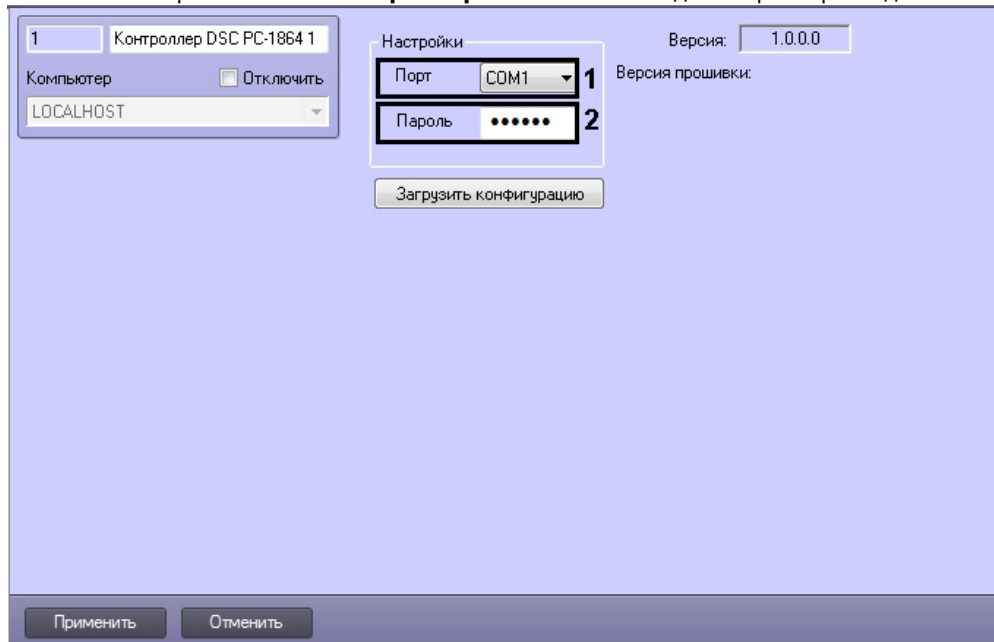 1 Контроллер DSC PC-1864 1
Компьютер Отключить
LOCALHOST
Настройки
Порт COM1 1
Пароль •••••• 2
Загрузить конфигурацию
Версия: 1.0.0.0
Версия прошивки:
Применить Отменить